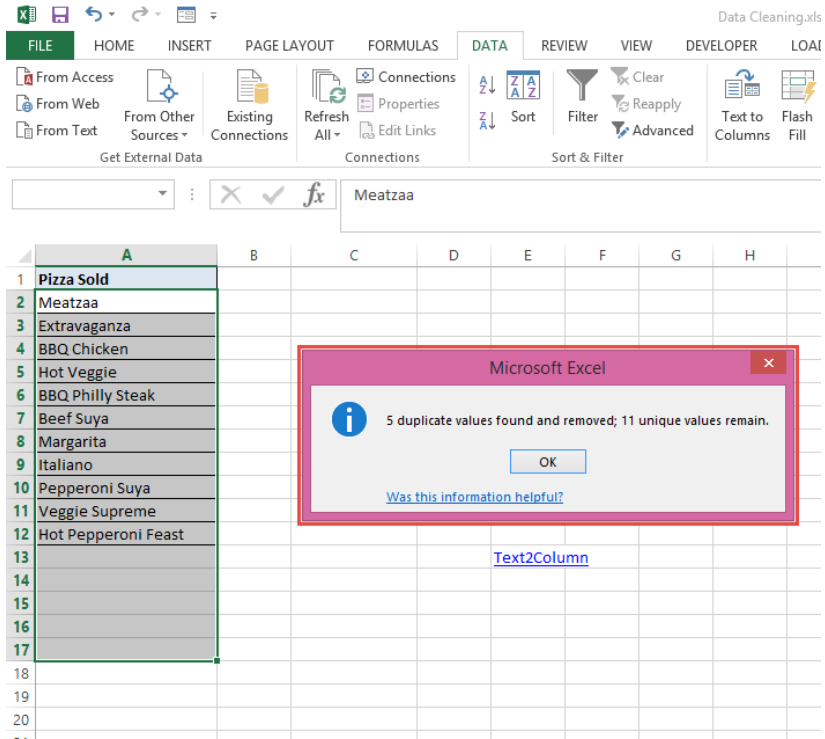 Data Cleaning.xls
FILE HOME INSERT PAGE LAYOUT FORMULAS DATA REVIEW VIEW DEVELOPER LOAD
From Access
From Web
From Text
From Other Sources
Existing Connections
Refresh All
Connections
Properties
Edit Links
Sort
Filter
Clear
Reapply
Advanced
Text to Columns
Flash Fill
Get External Data Connections Sort & Filter
fx Meatzaa
A B C D E F G H
1 Pizza Sold
2 Meatzaa
3 Extravaganza
4 BBQ Chicken
5 Hot Veggie
6 BBQ Philly Steak
7 Beef Suya
8 Margarita
9 Italiano
10 Pepperoni Suya
11 Veggie Supreme
12 Hot Pepperoni Feast
13
14
15
16
17
18
19
20
Microsoft Excel
5 duplicate values found and removed; 11 unique values remain.
OK
Was this information helpful?
Text2Column